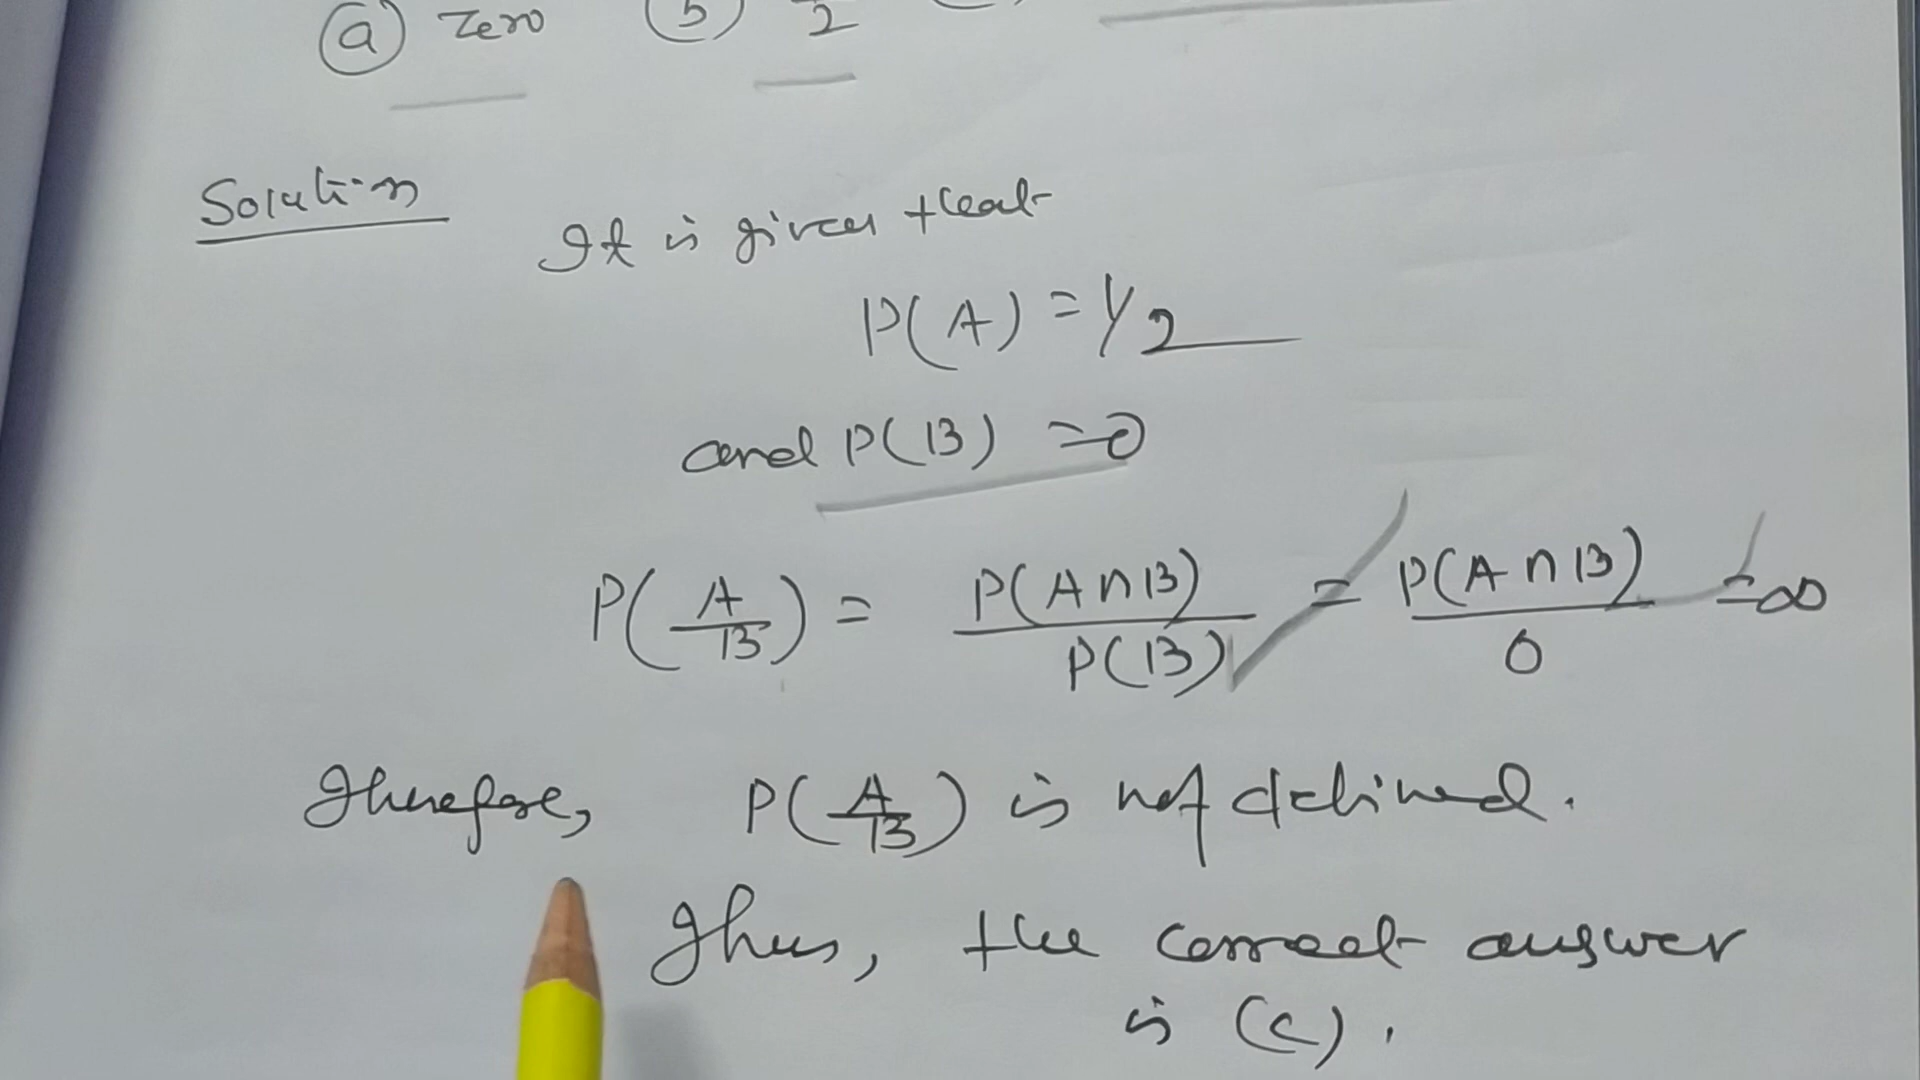 (a) Zero (b) 2
Solution
It is given that
P(A) = 1/2
and P(B) = 0
P(A/B) = P(A∩B)/P(B) = P(A∩B)/0 = ∞
Therefore, P(A/B) is not defined.
Thus, the correct answer
is (c).